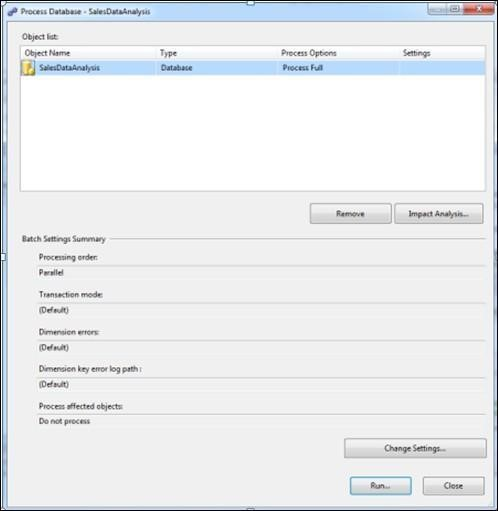 Process Database - SalesDataAnalysis
Object list:
Object Name Type Process Options Settings
SalesDataAnalysis Database Process Full
Remove Impact Analysis...
Batch Settings Summary
Processing order:
Parallel
Transaction mode:
(Default)
Dimension errors:
(Default)
Dimension key error log path :
(Default)
Process affected objects:
Do not process
Change Settings...
Run... Close